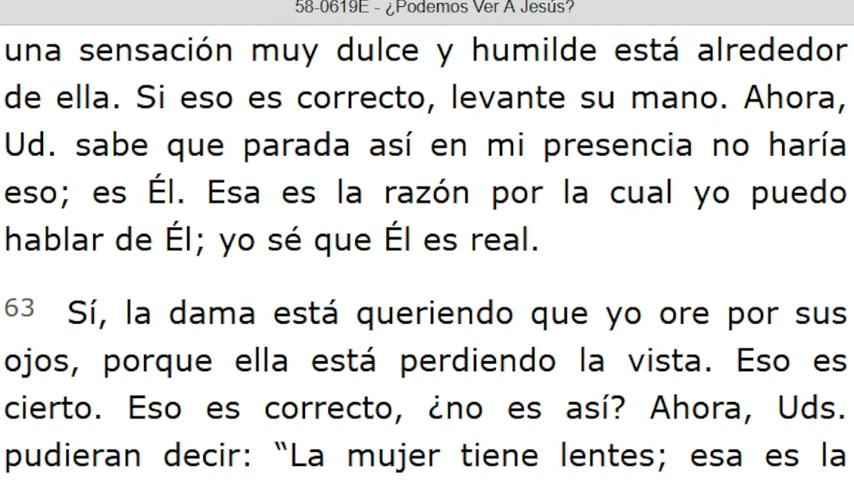 58-0619E - ¿Podemos Ver A Jesús?
una sensación muy dulce y humilde está alrededor
de ella. Si eso es correcto, levante su mano. Ahora,
Ud. sabe que parada así en mi presencia no haría
eso; es Él. Esa es la razón por la cual yo puedo
hablar de Él; yo sé que Él es real.
63 Sí, la dama está queriendo que yo ore por sus
ojos, porque ella está perdiendo la vista. Eso es
cierto. Eso es correcto, ¿no es así? Ahora, Uds.
pudieran decir: “La mujer tiene lentes; esa es la